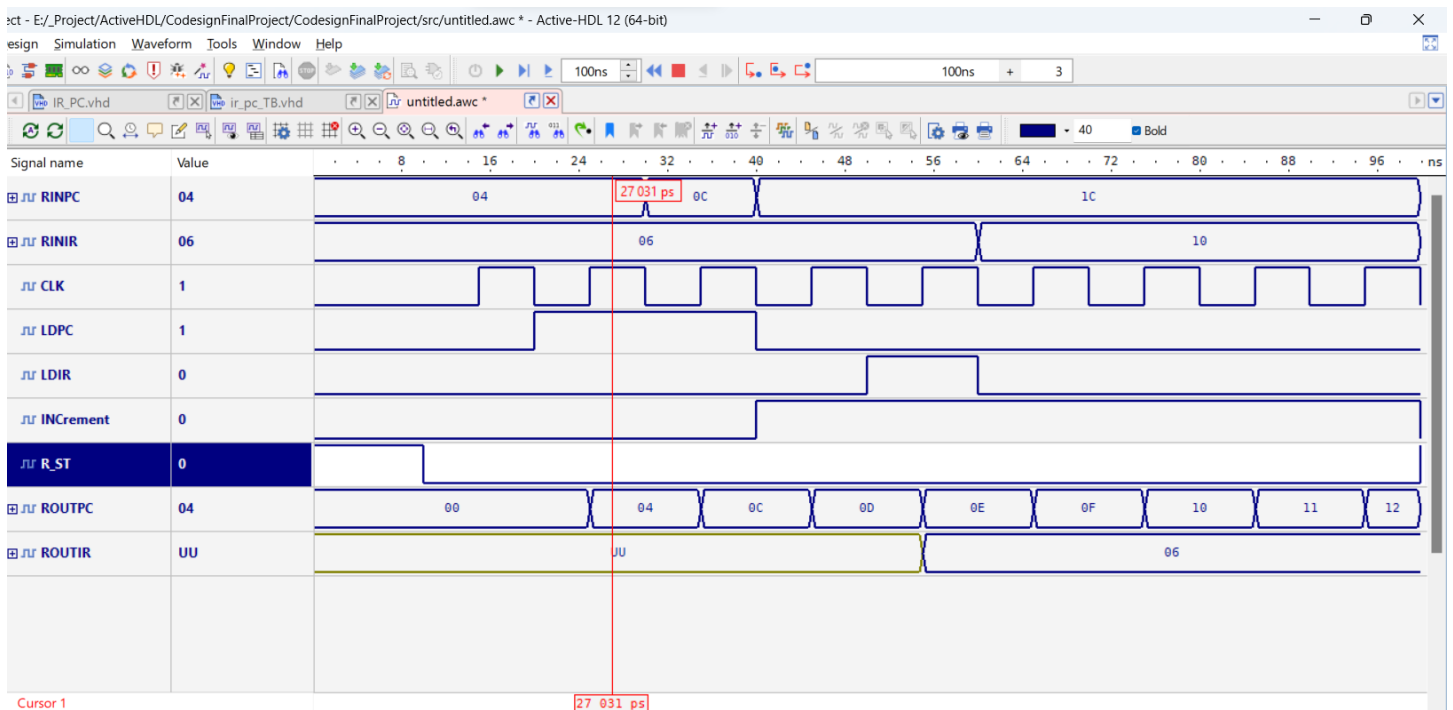 ect - E:/_Project/ActiveHDL/CodesignFinalProject/CodesignFinalProject/src/untitled.awc * - Active-HDL 12 (64-bit)
esign Simulation Waveform Tools Window Help
100ns 100ns + 3
IR_PC.vhd ir_pc_TB.vhd untitled.awc *
40 Bold
Signal name Value 8 16 24 32 40 48 56 64 72 80 88 96 ns
RINPC 04 04 27 031 ps 0C 1C
RINIR 06 06 10
CLK 1
LDPC 1
LDIR 0
INCrement 0
R_ST 0
ROUTPC 04 00 04 0C 0D 0E 0F 10 11 12
ROUTIR UU UU 06
Cursor 1 27 031 ps